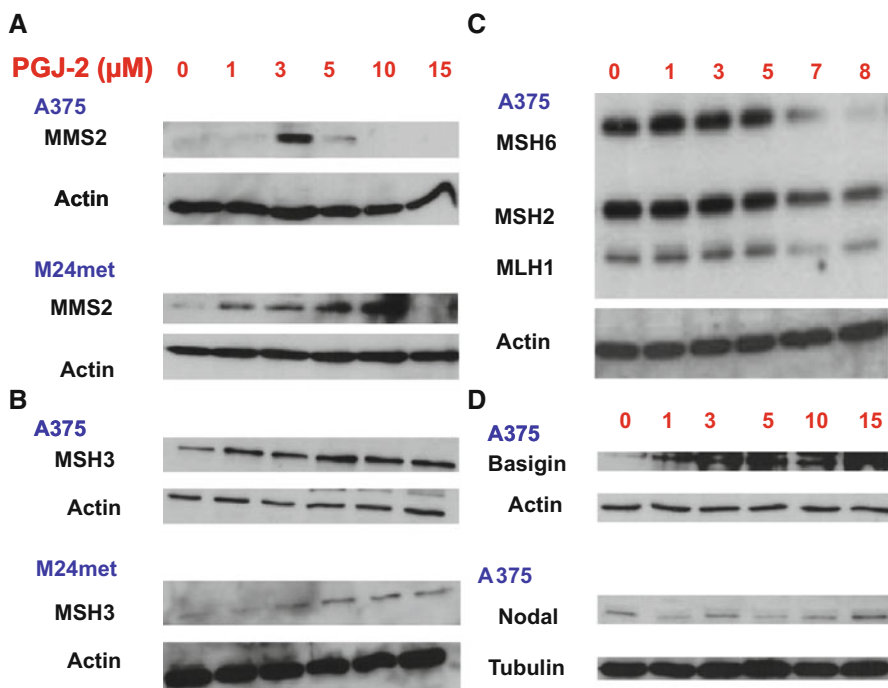 A
PGJ-2 (µM) 0 1 3 5 10 15
A375
MMS2
Actin
M24met
MMS2
Actin
B
A375
MSH3
Actin
M24met
MSH3
Actin
C
0 1 3 5 7 8
A375
MSH6
MSH2
MLH1
Actin
D
0 1 3 5 10 15
A375
Basigin
Actin
A375
Nodal
Tubulin